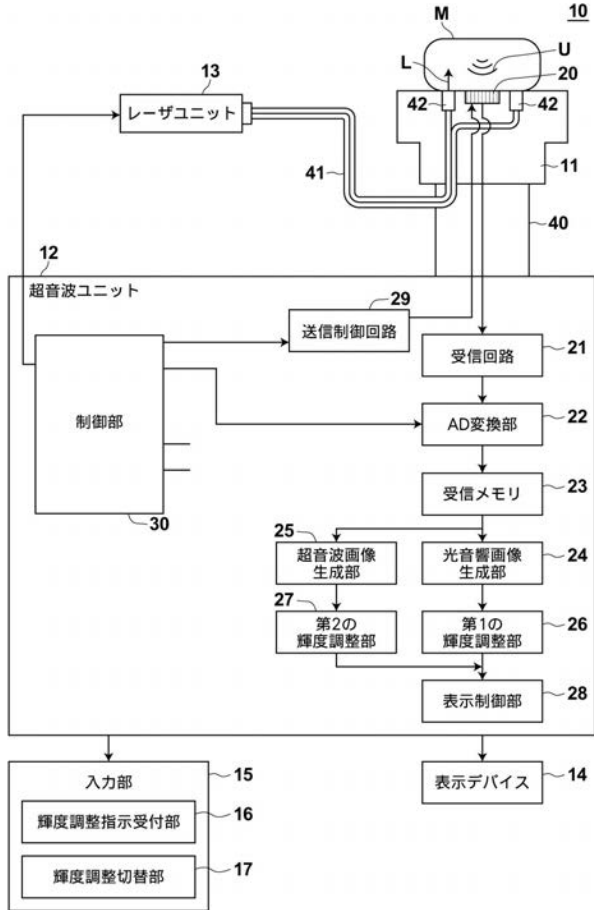 10
M
L
U
20
13
レーザユニット
42
42
41
11
40
12
超音波ユニット
29
送信制御回路
受信回路
21
制御部
AD変換部
22
受信メモリ
23
30
25
超音波画像
生成部
光音響画像
生成部
24
27
第2の
輝度調整部
第1の
輝度調整部
26
表示制御部
28
入力部
15
表示デバイス
14
輝度調整指示受付部
16
輝度調整切替部
17